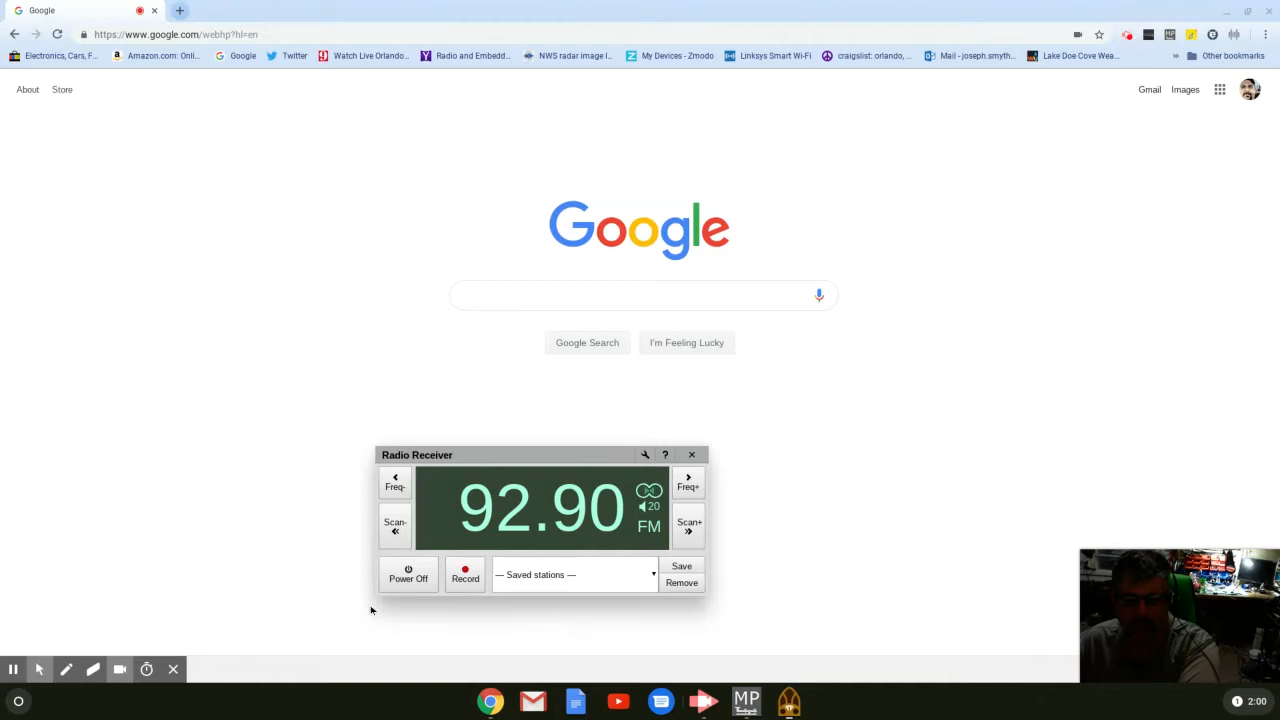 Google
https://www.google.com/webhp?hl=en
Electronics, Cars, F...
Amazon.com: Onli...
Google
Twitter
Watch Live Orlando...
Radio and Embedd...
NWS radar image l...
My Devices - Zmodo
Linksys Smart Wi-Fi
craigslist: orlando, ...
Mail - joseph.smyth...
Lake Doe Cove Wea...
»
Other bookmarks
About
Store
Gmail
Images
Google
Google Search
I'm Feeling Lucky
Radio Receiver
?
Freq-
92.90
20
FM
Freq+
Scan-
Scan+
Power Off
Record
— Saved stations —
Save
Remove
MP
1
2:00